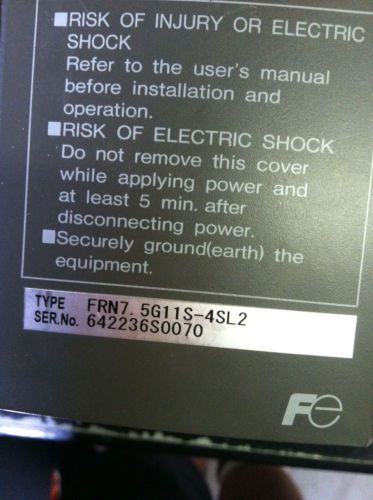 ■RISK OF INJURY OR ELECTRIC
SHOCK
Refer to the user's manual
before installation and
operation.
■RISK OF ELECTRIC SHOCK
Do not remove this cover
while applying power and
at least 5 min. after
disconnecting power.
■Securely ground(earth) the
equipment.
TYPE FRN7. 5G11S-4SL2
SER.No. 642236S0070
Fe